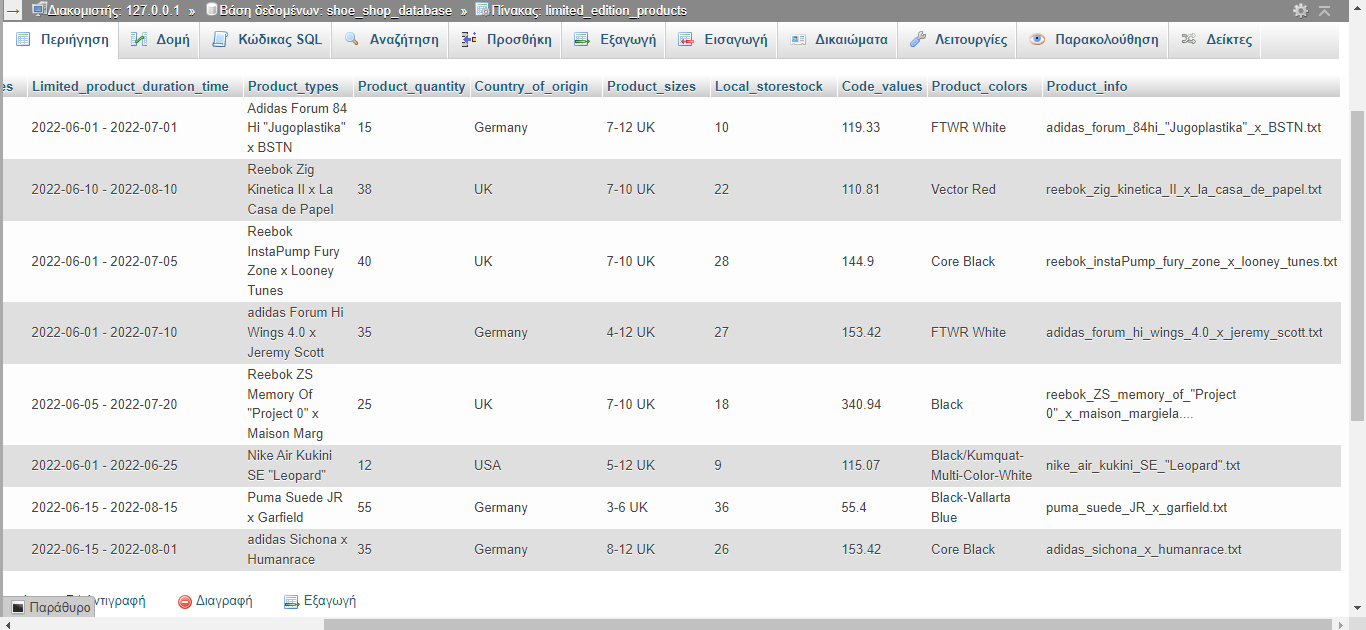 Διακομιστής: 127.0.0.1 » Βάση δεδομένων: shoe_shop_database » Πίνακας: limited_edition_products
Περιήγηση Δομή Κώδικας SQL Αναζήτηση Προσθήκη Εξαγωγή Εισαγωγή Δικαιώματα Λειτουργίες Παρακολούθηση Δείκτες
es Limited_product_duration_time Product_types Product_quantity Country_of_origin Product_sizes Local_storestock Code_values Product_colors Product_info
Adidas Forum 84
2022-06-01 - 2022-07-01 Hi "Jugoplastika" 15 Germany 7-12 UK 10 119.33 FTWR White adidas_forum_84hi_"Jugoplastika"_x_BSTN.txt
x BSTN
Reebok Zig
2022-06-10 - 2022-08-10 Kinetica II x La 38 UK 7-10 UK 22 110.81 Vector Red reebok_zig_kinetica_II_x_la_casa_de_papel.txt
Casa de Papel
Reebok
InstaPump Fury
2022-06-01 - 2022-07-05 40 UK 7-10 UK 28 144.9 Core Black reebok_instaPump_fury_zone_x_looney_tunes.txt
Zone x Looney
Tunes
adidas Forum Hi
2022-06-01 - 2022-07-10 Wings 4.0 x 35 Germany 4-12 UK 27 153.42 FTWR White adidas_forum_hi_wings_4.0_x_jeremy_scott.txt
Jeremy Scott
Reebok ZS
Memory Of reebok_ZS_memory_of_"Project
2022-06-05 - 2022-07-20 25 UK 7-10 UK 18 340.94 Black
"Project 0" x 0"_x_maison_margiela....
Maison Marg
Nike Air Kukini Black/Kumquat-
2022-06-01 - 2022-06-25 12 USA 5-12 UK 9 115.07 nike_air_kukini_SE_"Leopard".txt
SE "Leopard" Multi-Color-White
Puma Suede JR Black-Vallarta
2022-06-15 - 2022-08-15 55 Germany 3-6 UK 36 55.4 puma_suede_JR_x_garfield.txt
x Garfield Blue
adidas Sichona x
2022-06-15 - 2022-08-01 35 Germany 8-12 UK 26 153.42 Core Black adidas_sichona_x_humanrace.txt
Humanrace
ντιγραφή Διαγραφή Εξαγωγή
Παράθυρο